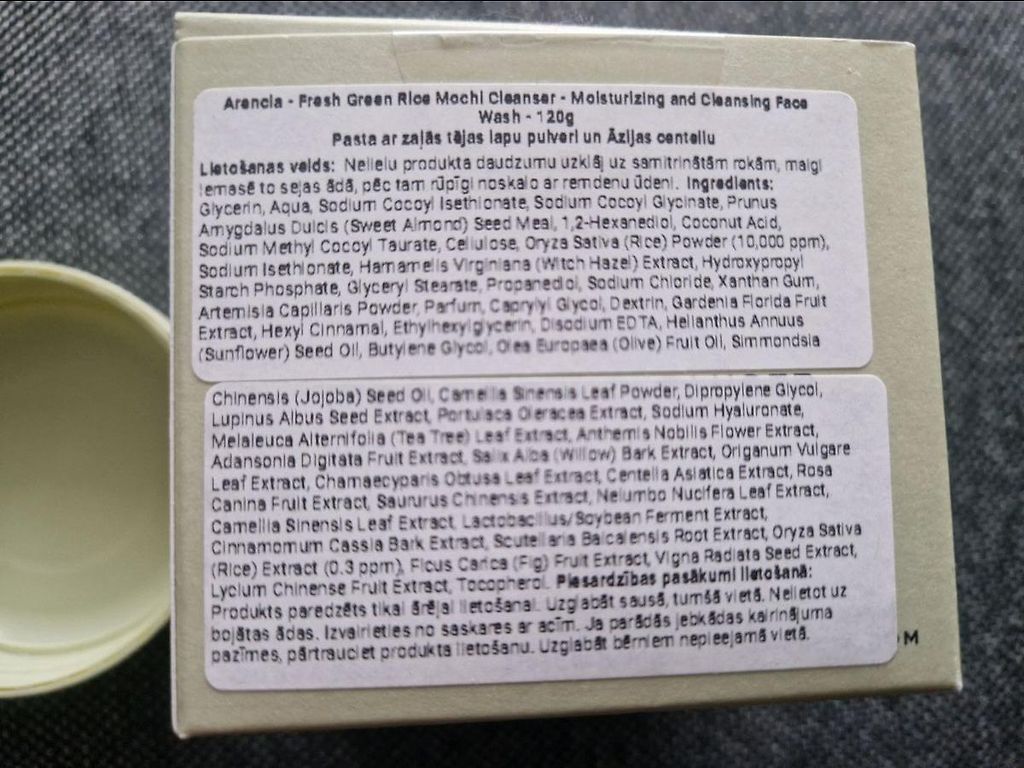 Arencia - Fresh Green Rice Mochi Cleanser - Moisturizing and Cleansing Face
Wash - 120g
Pasta ar zaļās tējas lapu pulveri un Āzijas centellu
Lietošanas veids: Nelielu produkta daudzumu uzklāj uz samitrinātām rokām, maigi
iemasē to sejas ādā, pēc tam rūpīgi noskalo ar remdenu ūdeni. Ingredients:
Glycerin, Aqua, Sodium Cocoyl Isethionate, Sodium Cocoyl Glycinate, Prunus
Amygdalus Dulcis (Sweet Almond) Seed Meal, 1,2-Hexanediol, Coconut Acid,
Sodium Methyl Cocoyl Taurate, Cellulose, Oryza Sativa (Rice) Powder (10,000 ppm),
Sodium Isethionate, Hamamelis Virginiana (Witch Hazel) Extract, Hydroxypropyl
Starch Phosphate, Glyceryl Stearate, Propanediol, Sodium Chloride, Xanthan Gum,
Artemisia Capillaris Powder, Parfum, Caprylyl Glycol, Dextrin, Gardenia Florida Fruit
Extract, Hexyl Cinnamal, Ethylhexylglycerin, Disodium EDTA, Helianthus Annuus
(Sunflower) Seed Oil, Butylene Glycol, Olea Europaea (Olive) Fruit Oil, Simmondsia
Chinensis (Jojoba) Seed Oil, Camellia Sinensis Leaf Powder, Dipropylene Glycol,
Lupinus Albus Seed Extract, Portulaca Oleracea Extract, Sodium Hyaluronate,
Melaleuca Alternifolia (Tea Tree) Leaf Extract, Anthemis Nobilis Flower Extract,
Adansonia Digitata Fruit Extract, Salix Alba (Willow) Bark Extract, Origanum Vulgare
Leaf Extract, Chamaecyparis Obtusa Leaf Extract, Centella Asiatica Extract, Rosa
Canina Fruit Extract, Saururus Chinensis Extract, Nelumbo Nucifera Leaf Extract,
Camellia Sinensis Leaf Extract, Lactobacillus/Soybean Ferment Extract,
Cinnamomum Cassia Bark Extract, Scutellaria Baicalensis Root Extract, Oryza Sativa
(Rice) Extract (0.3 ppm), Ficus Carica (Fig) Fruit Extract, Vigna Radiata Seed Extract,
Lycium Chinense Fruit Extract, Tocopherol. Piesardzības pasākumi lietošanā:
Produkts paredzēts tikai ārējai lietošanai. Uzglabāt sausā, tumšā vietā. Nelietot uz
bojātas ādas. Izvairieties no saskares ar acīm. Ja parādās jebkādas kairinājuma
pazīmes, pārtrauciet produkta lietošanu. Uzglabāt bērniem nepieejamā vietā.